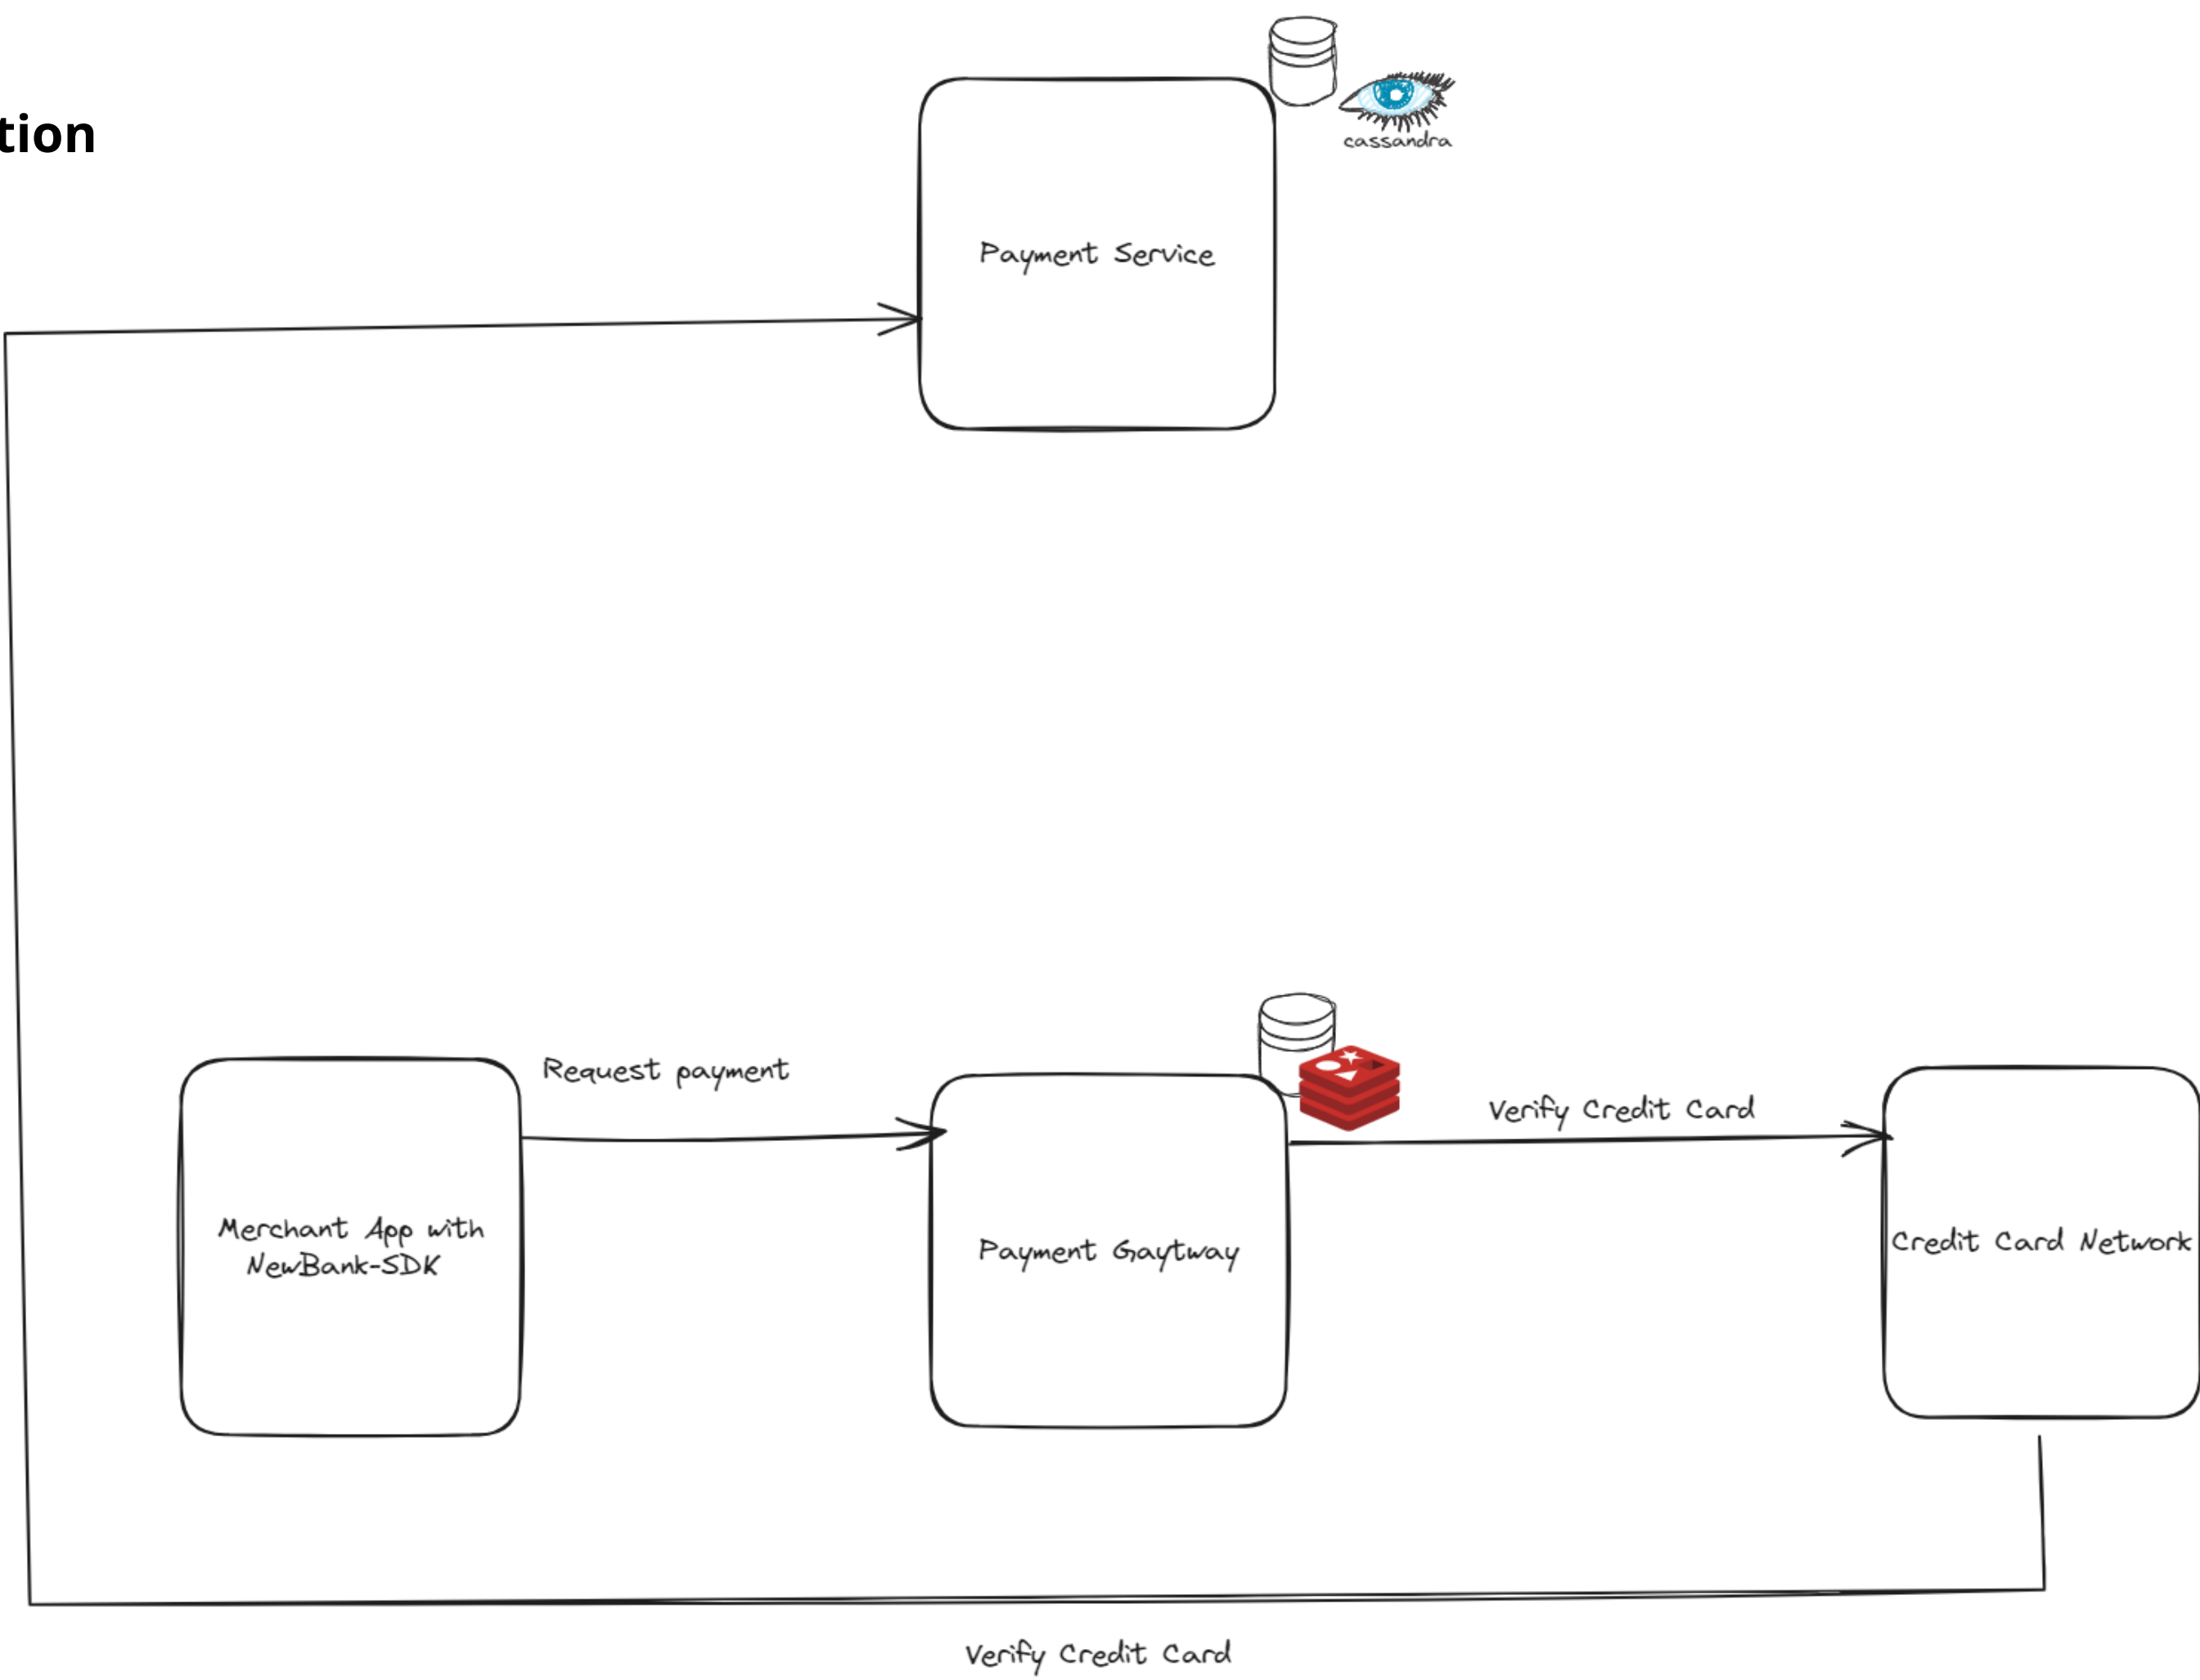 tion
cassandra
Payment Service
Request payment
Verify Credit Card
Merchant App with
NewBank-SDK
Payment Gaytway
Credit Card Network
Verify Credit Card